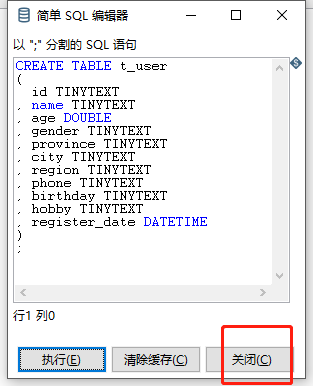 简单 SQL 编辑器
以 ";" 分割的 SQL 语句
CREATE TABLE t_user
(
  id TINYTEXT
, name TINYTEXT
, age DOUBLE
, gender TINYTEXT
, province TINYTEXT
, city TINYTEXT
, region TINYTEXT
, phone TINYTEXT
, birthday TINYTEXT
, hobby TINYTEXT
, register_date DATETIME
)
;
行1 列0
执行(E) 清除缓存(C) 关闭(C)